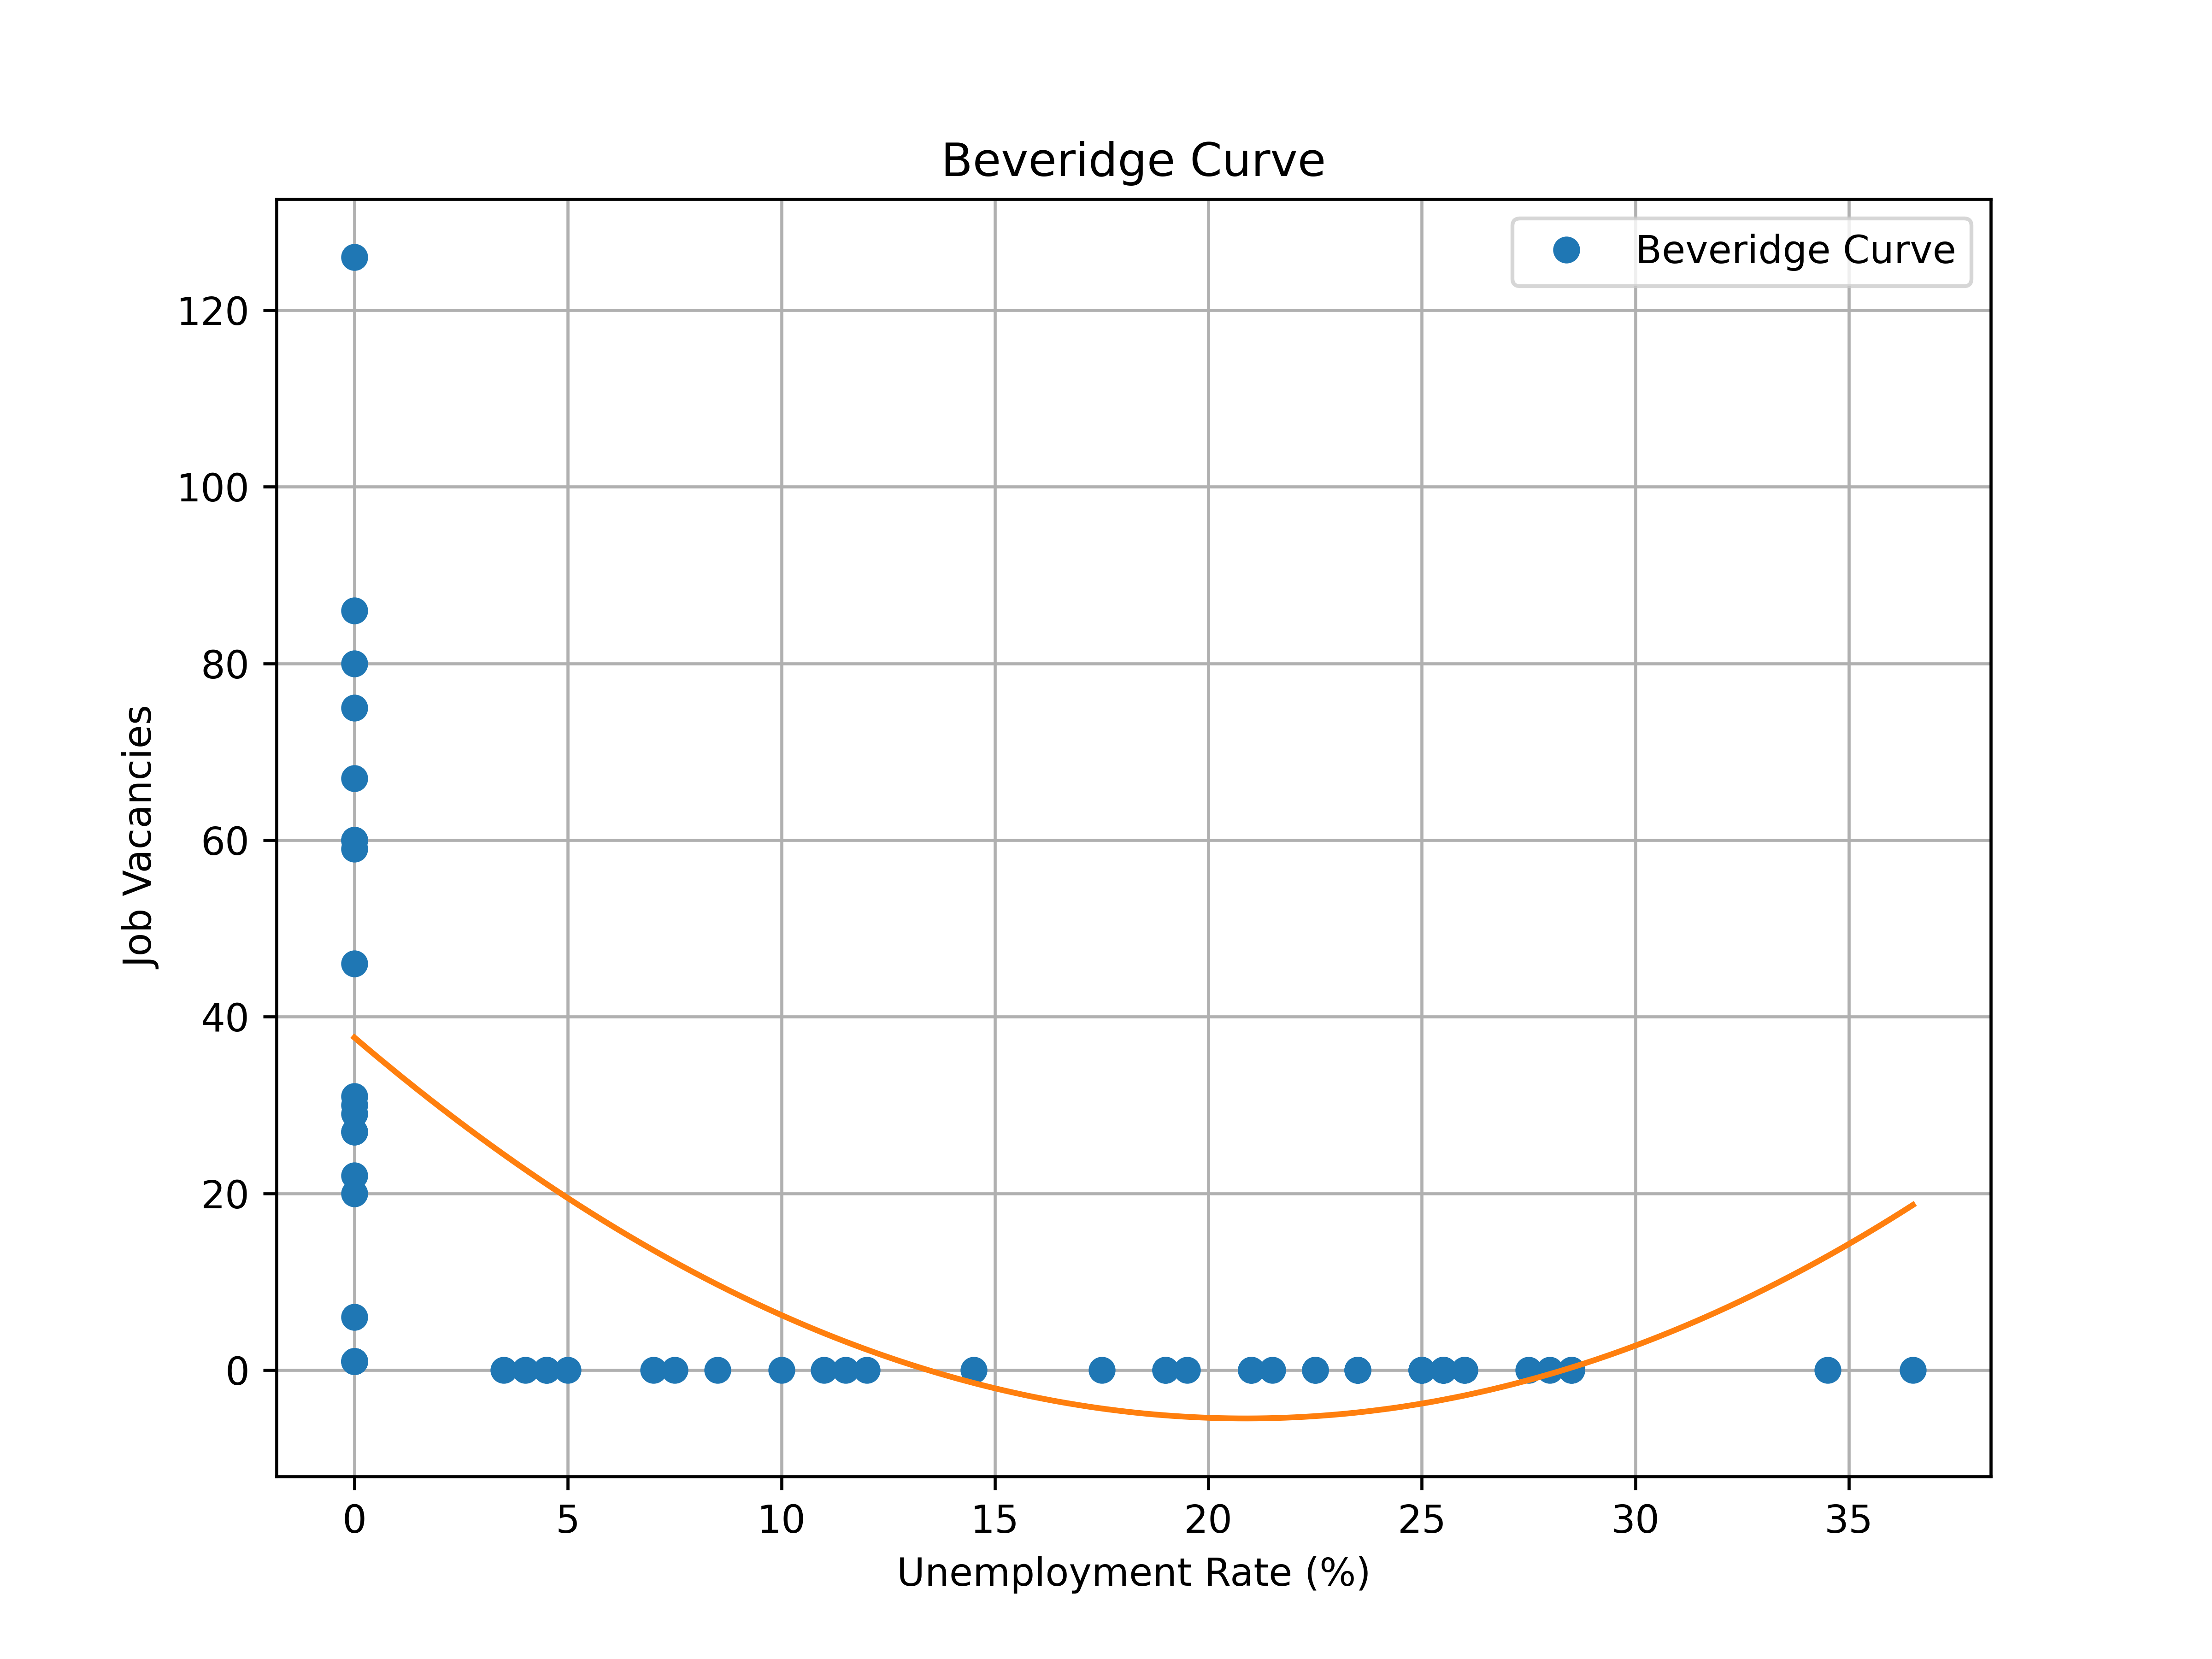 Beveridge Curve
Beveridge Curve
120
100
80
60
40
20
0
Job Vacancies
0 5 10 15 20 25 30 35
Unemployment Rate (%)